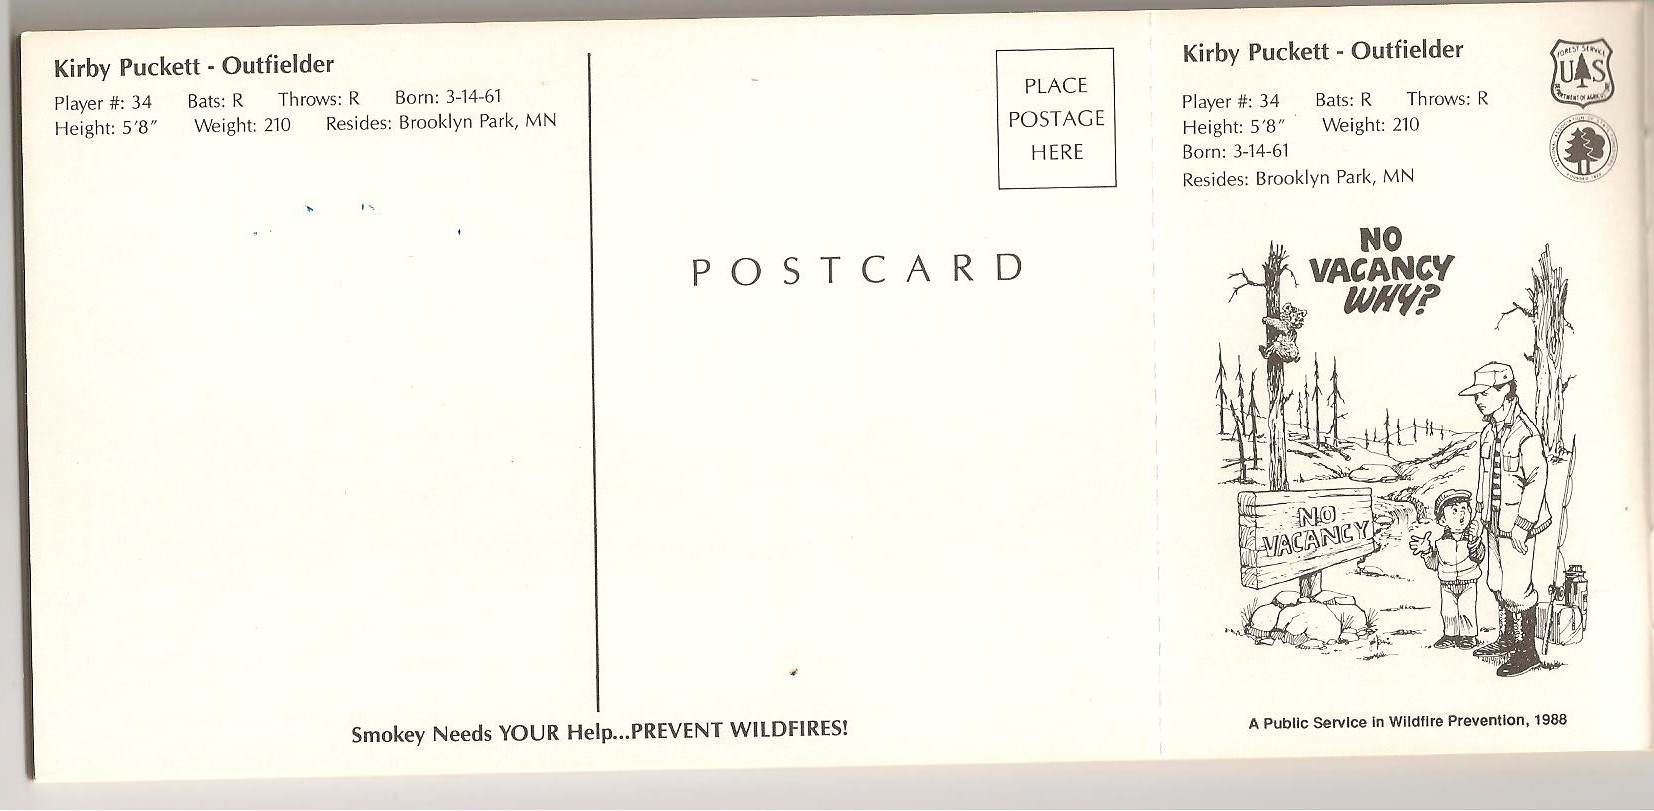 Kirby Puckett - Outfielder
Player #: 34 Bats: R Throws: R Born: 3-14-61
Height: 5'8" Weight: 210 Resides: Brooklyn Park, MN
PLACE
POSTAGE
HERE
POSTCARD
Smokey Needs YOUR Help...PREVENT WILDFIRES!
Kirby Puckett - Outfielder
Player #: 34 Bats: R Throws: R
Height: 5'8" Weight: 210
Born: 3-14-61
Resides: Brooklyn Park, MN
FOREST SERVICE
U S
DEPARTMENT OF AGRICULTURE
NO
VACANCY
WHY?
NO
VACANCY
A Public Service in Wildfire Prevention, 1988